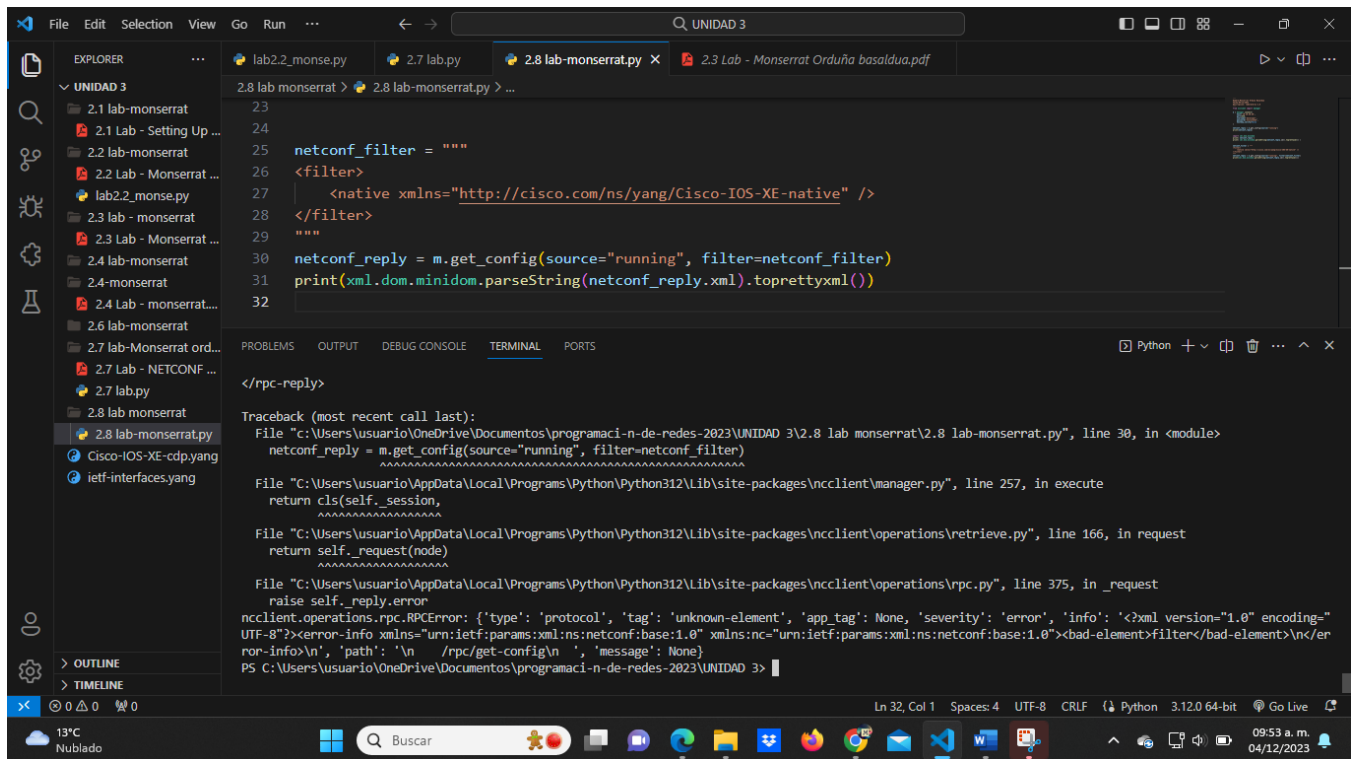 File Edit Selection View Go Run ··· UNIDAD 3
EXPLORER ···
UNIDAD 3
2.1 lab-monserrat
2.1 Lab - Setting Up ...
2.2 lab-monserrat
2.2 Lab - Monserrat ...
lab2.2_monse.py
2.3 lab - monserrat
2.3 Lab - Monserrat ...
2.4 lab-monserrat
2.4-monserrat
2.4 Lab - monserrat....
2.6 lab-monserrat
2.7 lab-Monserrat ord...
2.7 Lab - NETCONF ...
2.7 lab.py
2.8 lab monserrat
2.8 lab-monserrat.py
Cisco-IOS-XE-cdp.yang
ietf-interfaces.yang
OUTLINE
TIMELINE
lab2.2_monse.py 2.7 lab.py 2.8 lab-monserrat.py 2.3 Lab - Monserrat Orduña basaldua.pdf
2.8 lab monserrat > 2.8 lab-monserrat.py > ...
23
24
25 netconf_filter = """
26 <filter>
27 <native xmlns="http://cisco.com/ns/yang/Cisco-IOS-XE-native" />
28 </filter>
29 """
30 netconf_reply = m.get_config(source="running", filter=netconf_filter)
31 print(xml.dom.minidom.parseString(netconf_reply.xml).toprettyxml())
32
PROBLEMS OUTPUT DEBUG CONSOLE TERMINAL PORTS Python
</rpc-reply>
Traceback (most recent call last):
File "c:\Users\usuario\OneDrive\Documentos\programaci-n-de-redes-2023\UNIDAD 3\2.8 lab monserrat\2.8 lab-monserrat.py", line 30, in <module>
netconf_reply = m.get_config(source="running", filter=netconf_filter)
^^^^^^^^^^^^^^^^^^^^^^^^^^^^^^^^^^^^^^^^^^^^^^^^^^^^^
File "C:\Users\usuario\AppData\Local\Programs\Python\Python312\Lib\site-packages\ncclient\manager.py", line 257, in execute
return cls(self._session,
^^^^^^^^^^^^^^^^^^
File "C:\Users\usuario\AppData\Local\Programs\Python\Python312\Lib\site-packages\ncclient\operations\retrieve.py", line 166, in request
return self._request(node)
^^^^^^^^^^^^^^^^^^^
File "C:\Users\usuario\AppData\Local\Programs\Python\Python312\Lib\site-packages\ncclient\operations\rpc.py", line 375, in _request
raise self._reply.error
ncclient.operations.rpc.RPCError: {'type': 'protocol', 'tag': 'unknown-element', 'app_tag': None, 'severity': 'error', 'info': '<?xml version="1.0" encoding="
UTF-8"?><error-info xmlns="urn:ietf:params:xml:ns:netconf:base:1.0" xmlns:nc="urn:ietf:params:xml:ns:netconf:base:1.0"><bad-element>filter</bad-element>\n</er
ror-info>\n', 'path': '\n    /rpc/get-config\n  ', 'message': None}
PS C:\Users\usuario\OneDrive\Documentos\programaci-n-de-redes-2023\UNIDAD 3>
0 0 0 Ln 32, Col 1 Spaces: 4 UTF-8 CRLF Python 3.12.0 64-bit Go Live
13°C
Nublado
Buscar
09:53 a. m.
04/12/2023